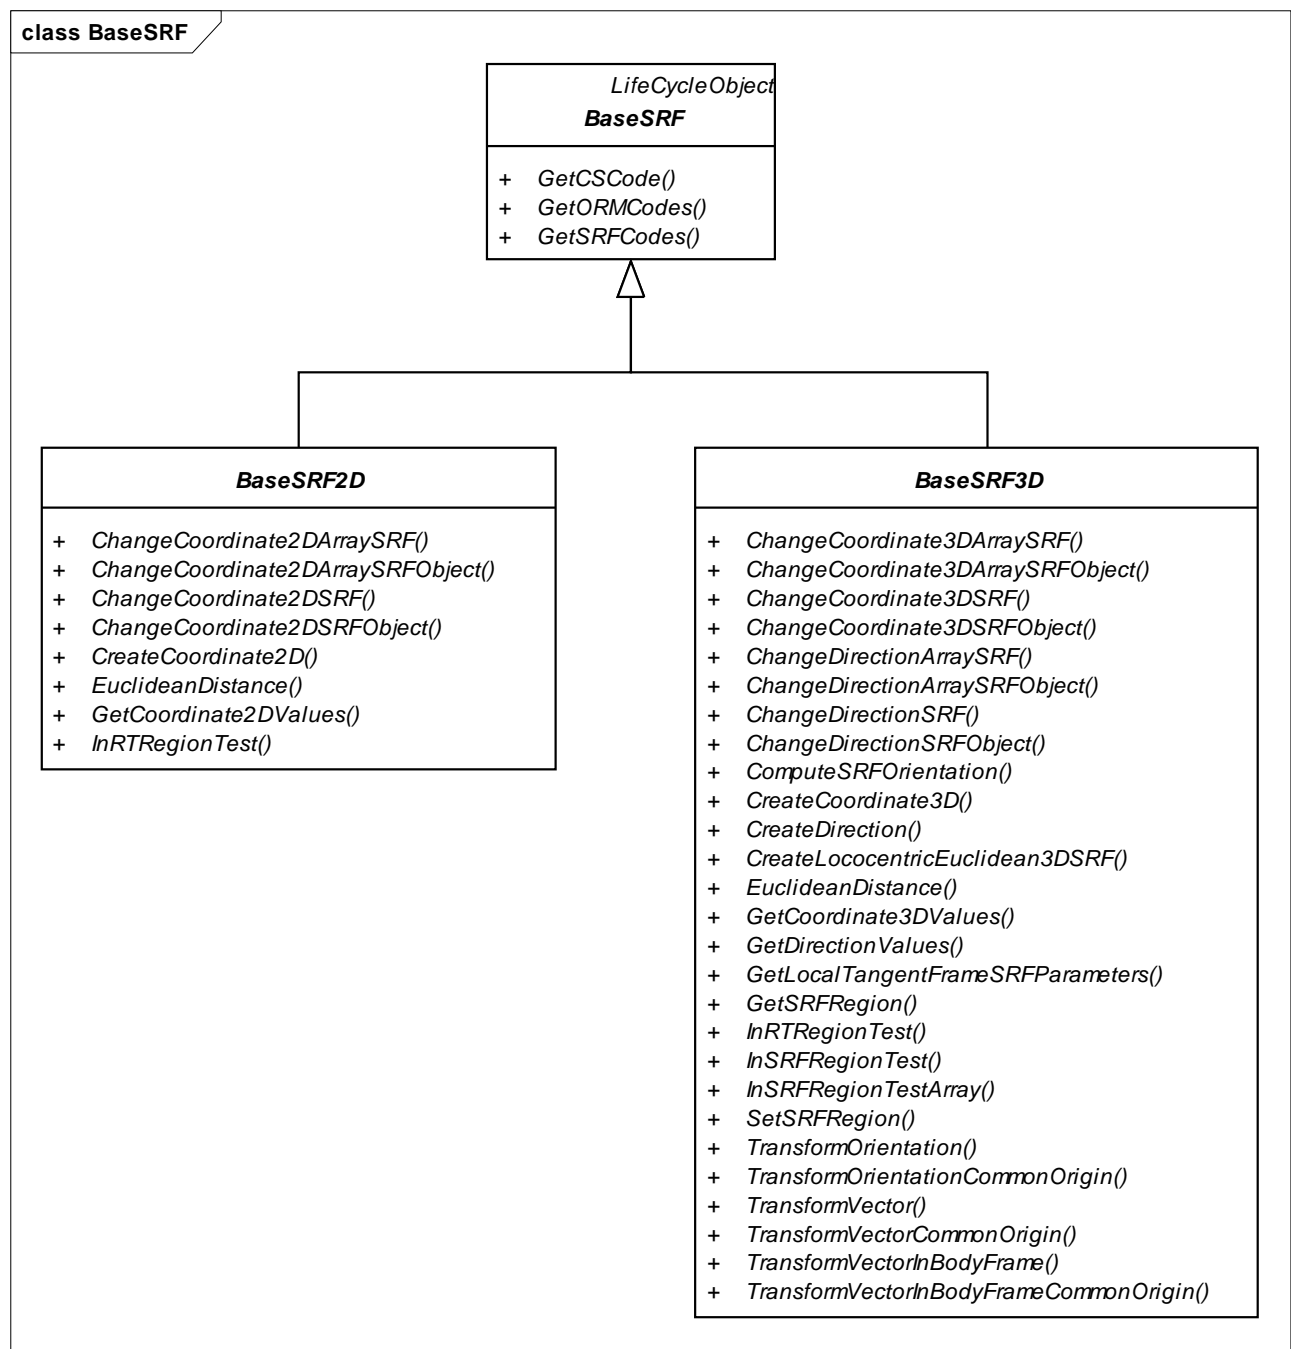 class BaseSRF
LifeCycleObject
BaseSRF
+ GetCSCode()
+ GetORMCodes()
+ GetSRFCodes()
BaseSRF2D
+ ChangeCoordinate2DArraySRF()
+ ChangeCoordinate2DArraySRFObject()
+ ChangeCoordinate2DSRF()
+ ChangeCoordinate2DSRFObject()
+ CreateCoordinate2D()
+ EuclideanDistance()
+ GetCoordinate2DValues()
+ InRTRegionTest()
BaseSRF3D
+ ChangeCoordinate3DArraySRF()
+ ChangeCoordinate3DArraySRFObject()
+ ChangeCoordinate3DSRF()
+ ChangeCoordinate3DSRFObject()
+ ChangeDirectionArraySRF()
+ ChangeDirectionArraySRFObject()
+ ChangeDirectionSRF()
+ ChangeDirectionSRFObject()
+ ComputeSRFOrientation()
+ CreateCoordinate3D()
+ CreateDirection()
+ CreateLococentricEuclidean3DSRF()
+ EuclideanDistance()
+ GetCoordinate3DValues()
+ GetDirectionValues()
+ GetLocalTangentFrameSRFParameters()
+ GetSRFRegion()
+ InRTRegionTest()
+ InSRFRegionTest()
+ InSRFRegionTestArray()
+ SetSRFRegion()
+ TransformOrientation()
+ TransformOrientationCommonOrigin()
+ TransformVector()
+ TransformVectorCommonOrigin()
+ TransformVectorInBodyFrame()
+ TransformVectorInBodyFrameCommonOrigin()